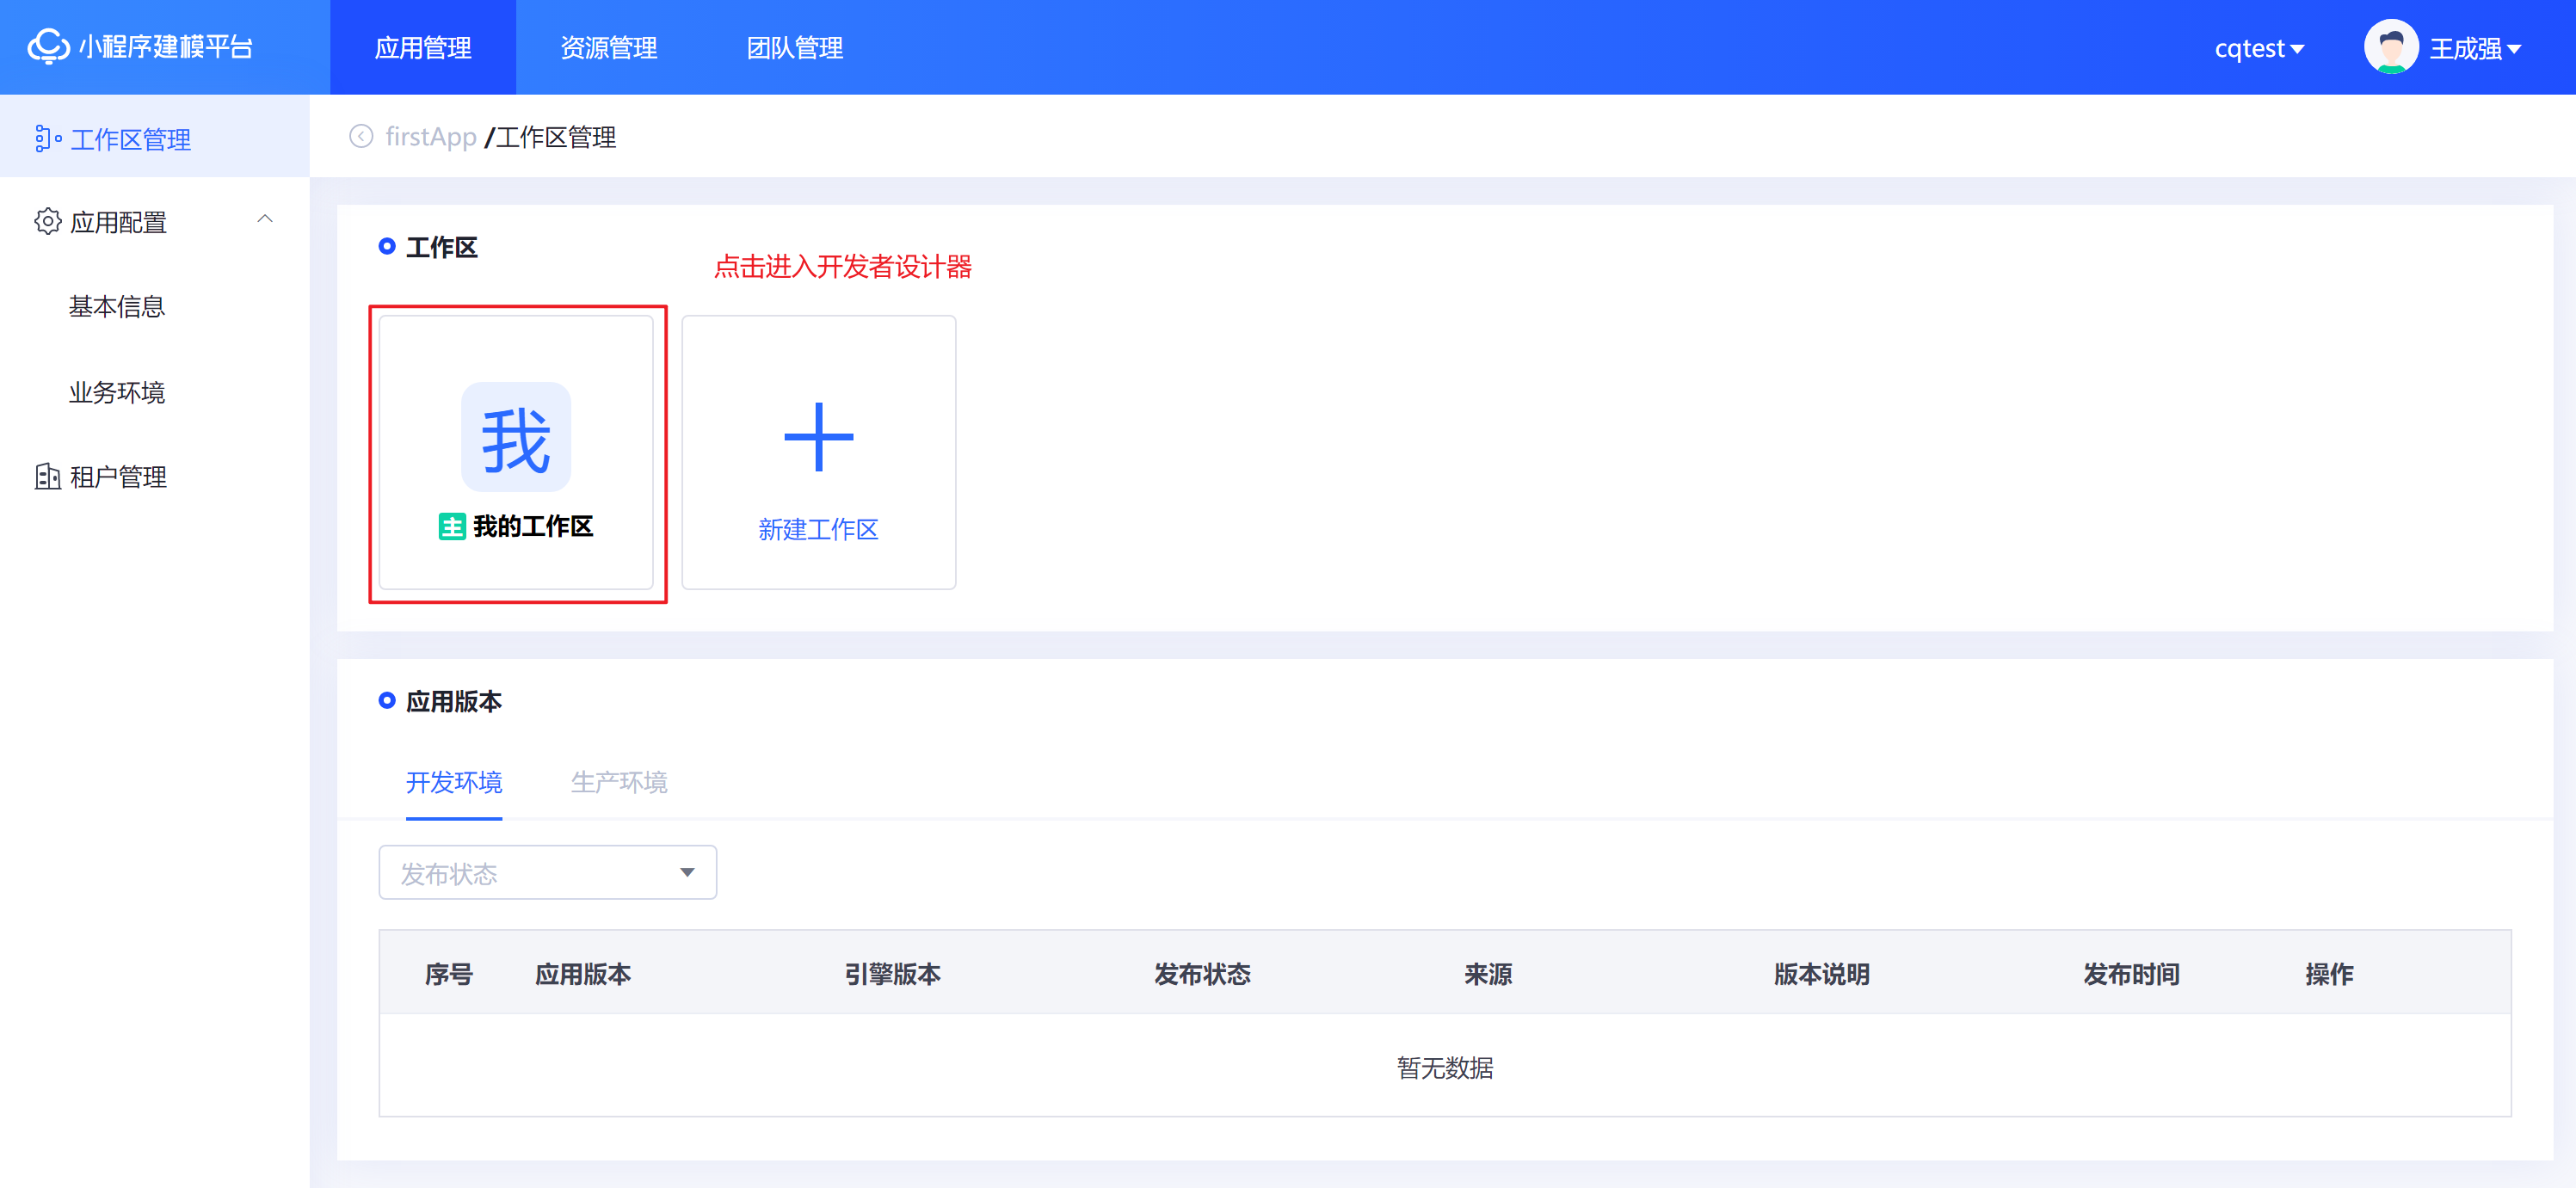 小程序建模平台 应用管理 资源管理 团队管理 cqtest 王成强
工作区管理
应用配置
基本信息
业务环境
租户管理
firstApp /工作区管理
工作区
点击进入开发者设计器
我
主 我的工作区
新建工作区
应用版本
开发环境 生产环境
发布状态
序号 应用版本 引擎版本 发布状态 来源 版本说明 发布时间 操作
暂无数据